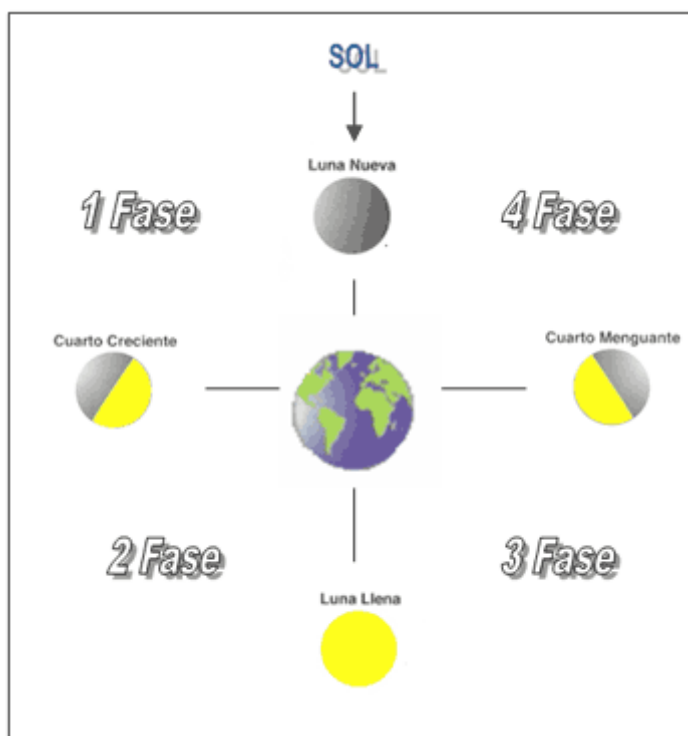 SOL
Luna Nueva
1 Fase
4 Fase
Cuarto Creciente
Cuarto Menguante
2 Fase
3 Fase
Luna Llena